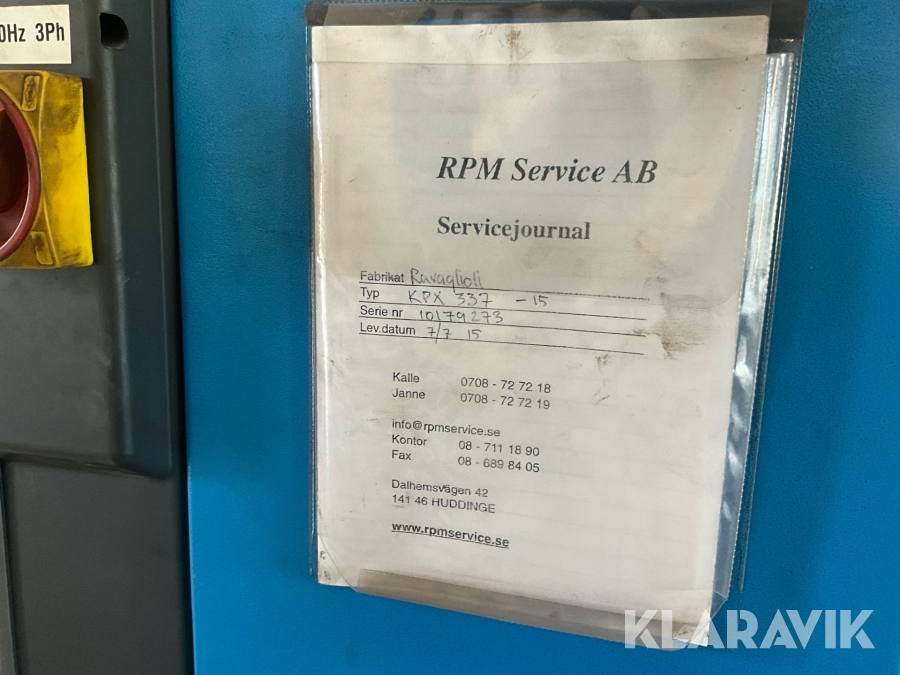 0Hz 3Ph
RPM Service AB
Servicejournal
Fabrikat Ravaglioli
Typ KPX 337 - 15
Serie nr 10179273
Lev.datum 7/7 15
Kalle 0708 - 72 72 18
Janne 0708 - 72 72 19
info@rpmservice.se
Kontor 08 - 711 18 90
Fax 08 - 689 84 05
Dalhemsvägen 42
141 46 HUDDINGE
www.rpmservice.se
KLARAVIK